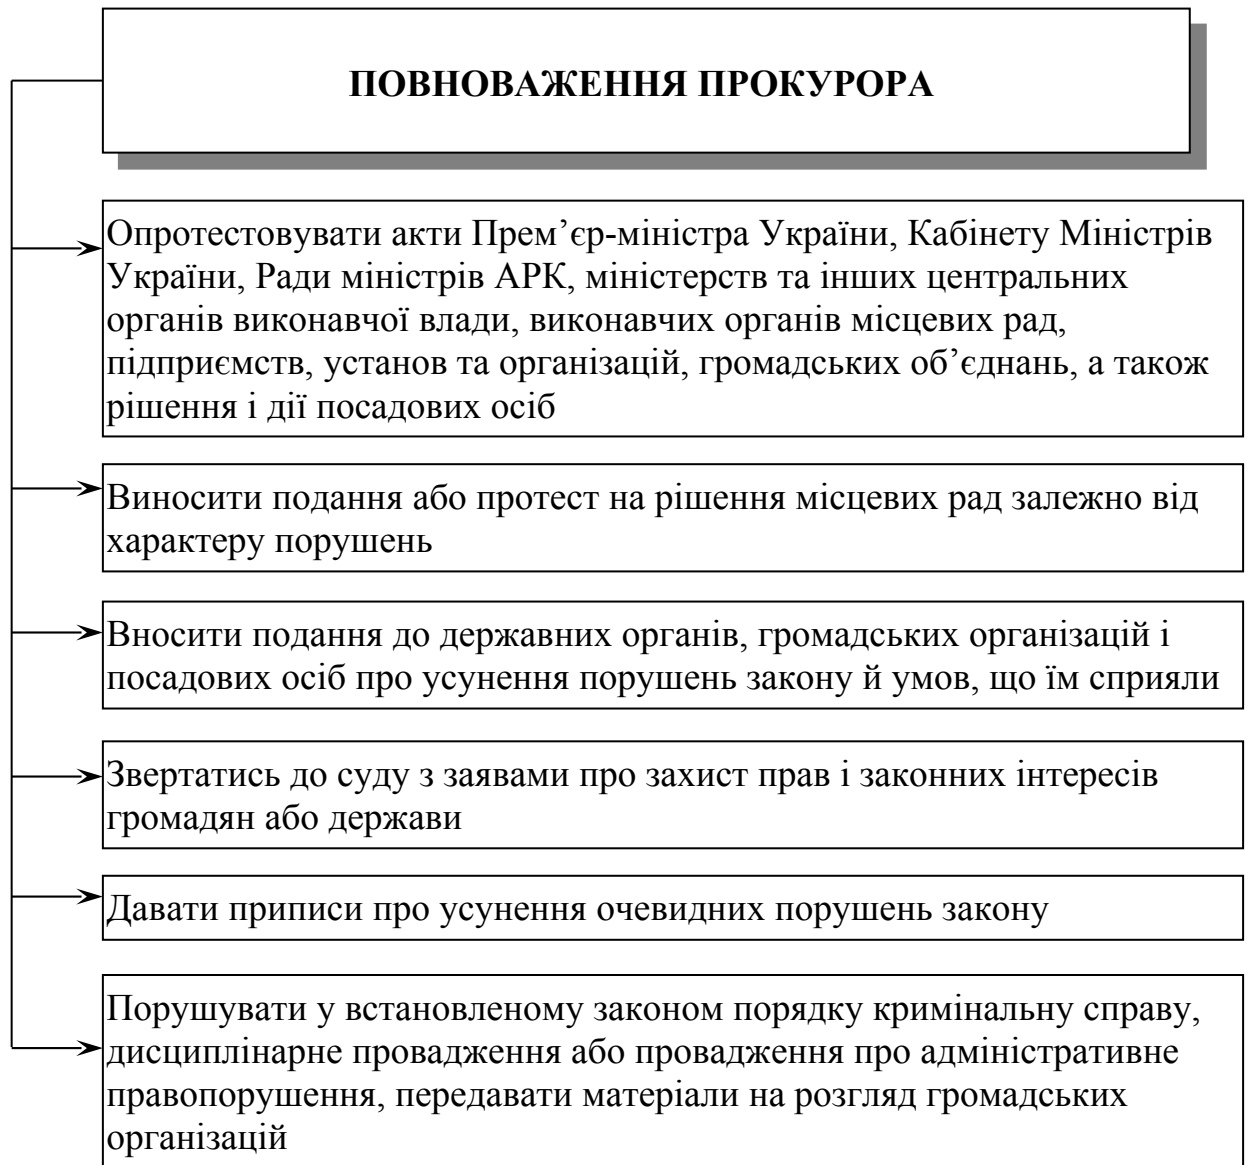 ПОВНОВАЖЕННЯ ПРОКУРОРА
Опротестовувати акти Прем’єр-міністра України, Кабінету Міністрів
України, Ради міністрів АРК, міністерств та інших центральних
органів виконавчої влади, виконавчих органів місцевих рад,
підприємств, установ та організацій, громадських об’єднань, а також
рішення і дії посадових осіб
Виносити подання або протест на рішення місцевих рад залежно від
характеру порушень
Вносити подання до державних органів, громадських організацій і
посадових осіб про усунення порушень закону й умов, що їм сприяли
Звертатись до суду з заявами про захист прав і законних інтересів
громадян або держави
Давати приписи про усунення очевидних порушень закону
Порушувати у встановленому законом порядку кримінальну справу,
дисциплінарне провадження або провадження про адміністративне
правопорушення, передавати матеріали на розгляд громадських
організацій